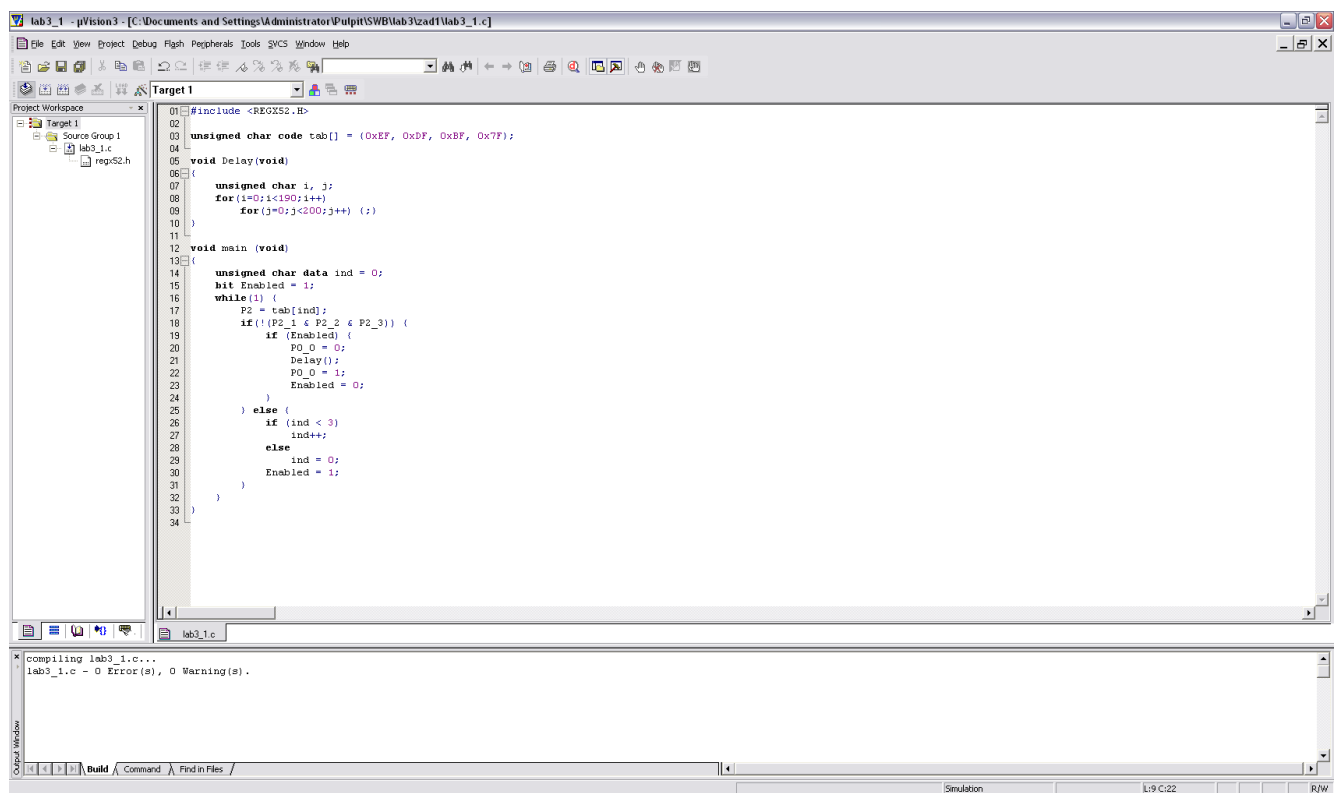 lab3_1 - µVision3 - [C:\Documents and Settings\Administrator\Pulpit\SWB\lab3\zad1\lab3_1.c]
File Edit View Project Debug Flash Peripherals Tools SVCS Window Help
Target 1
Project Workspace
Target 1
Source Group 1
lab3_1.c
regx52.h
01 #include <REGX52.H>
02
03 unsigned char code tab[] = {0xEF, 0xDF, 0xBF, 0x7F};
04
05 void Delay(void)
06 {
07     unsigned char i, j;
08     for(i=0;i<190;i++)
09         for(j=0;j<200;j++) {;}
10 }
11
12 void main (void)
13 {
14     unsigned char data ind = 0;
15     bit Enabled = 1;
16     while(1) {
17         P2 = tab[ind];
18         if(!(P2_1 & P2_2 & P2_3)) {
19             if (Enabled) {
20                 P0_0 = 0;
21                 Delay();
22                 P0_0 = 1;
23                 Enabled = 0;
24             }
25         } else {
26             if (ind < 3)
27                 ind++;
28             else
29                 ind = 0;
30             Enabled = 1;
31         }
32     }
33 }
34
lab3_1.c
compiling lab3_1.c...
lab3_1.c - 0 Error(s), 0 Warning(s).
Output Window
Build Command Find in Files
Simulation L:9 C:22 R/W